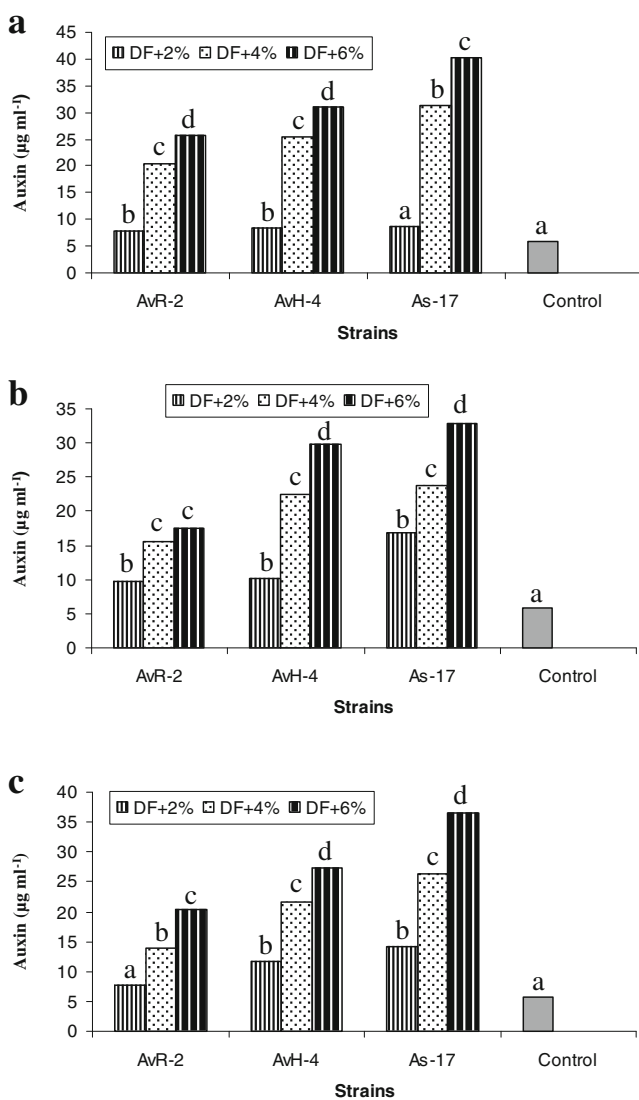 a
DF+2% DF+4% DF+6%
Auxin (µg ml-1)
45
40
35
30
25
20
15
10
5
0
b c d b c d a b c a
AvR-2 AvH-4 As-17 Control
Strains
b
DF+2% DF+4% DF+6%
Auxin (µg ml-1)
35
30
25
20
15
10
5
0
b c c b c d b c d a
AvR-2 AvH-4 As-17 Control
Strains
c
DF+2% DF+4% DF+6%
Auxin (µg ml-1)
40
35
30
25
20
15
10
5
0
a b c b c d b c d a
AvR-2 AvH-4 As-17 Control
Strains